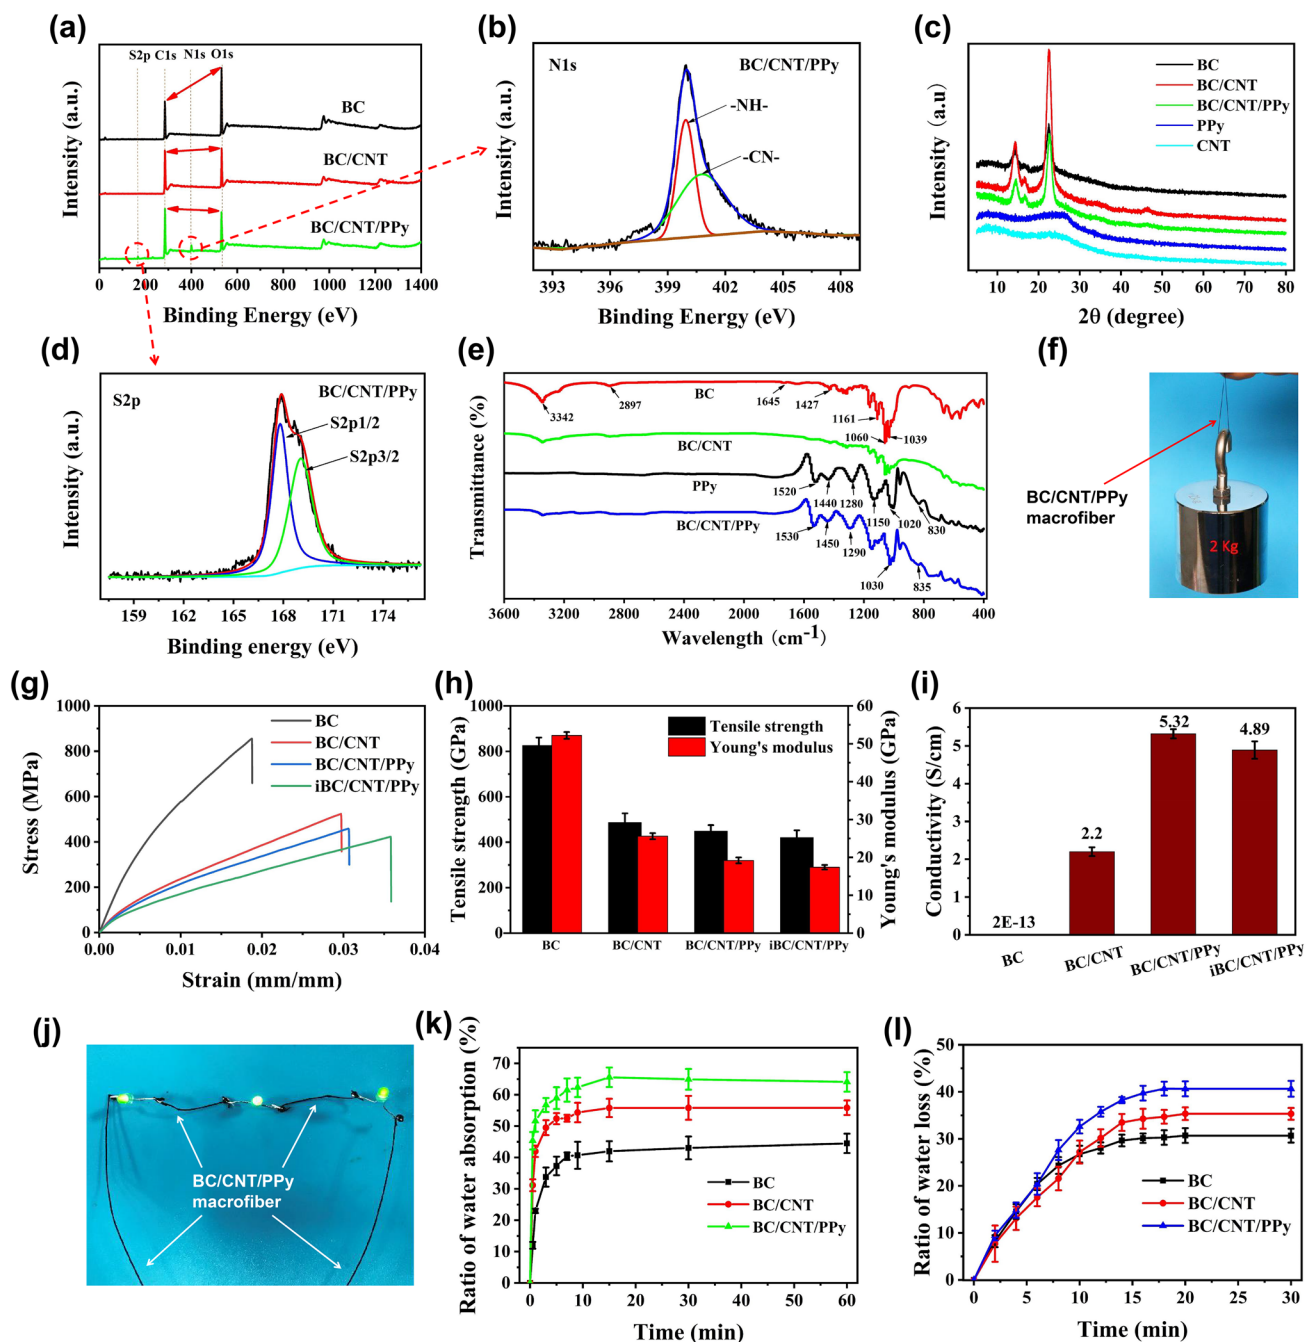 (a)
S2p C1s N1s O1s
BC
BC/CNT
BC/CNT/PPy
Intensity (a.u.)
0 200 400 600 800 1000 1200 1400
Binding Energy (eV)
(b)
N1s
BC/CNT/PPy
-NH-
-CN-
Intensity (a.u.)
393 396 399 402 405 408
Binding Energy (eV)
(c)
BC
BC/CNT
BC/CNT/PPy
PPy
CNT
Intensity (a.u)
10 20 30 40 50 60 70 80
2θ (degree)
(d)
S2p
BC/CNT/PPy
S2p1/2
S2p3/2
Intensity (a.u.)
159 162 165 168 171 174
Binding energy (eV)
(e)
BC
3342 2897 1645 1427 1161 1060 1039
BC/CNT
PPy
1520 1440 1280 1150 1020 830
BC/CNT/PPy
1530 1450 1290 1030 835
Transmittance (%)
3600 2800 2000 1600 1200 800 400
Wavelength (cm-1)
(f)
BC/CNT/PPy
macrofiber
2 Kg
(g)
1000
800
600
400
200
0
BC
BC/CNT
BC/CNT/PPy
iBC/CNT/PPy
Stress (MPa)
0.00 0.01 0.02 0.03 0.04
Strain (mm/mm)
(h)
1000
800
600
400
200
0
Tensile strength
Young's modulus
60
50
40
30
20
10
0
Tensile strength (GPa)
Young's modulus (GPa)
BC BC/CNT BC/CNT/PPy iBC/CNT/PPy
(i)
6
5
4
3
2
1
0
2E-13
2.2
5.32
4.89
Conductivity (S/cm)
BC BC/CNT BC/CNT/PPy iBC/CNT/PPy
(j)
BC/CNT/PPy
macrofiber
(k)
70
60
50
40
30
20
10
0
BC
BC/CNT
BC/CNT/PPy
Ratio of water absorption (%)
0 10 20 30 40 50 60
Time (min)
(l)
50
40
30
20
10
0
BC
BC/CNT
BC/CNT/PPy
Ratio of water loss (%)
0 5 10 15 20 25 30
Time (min)